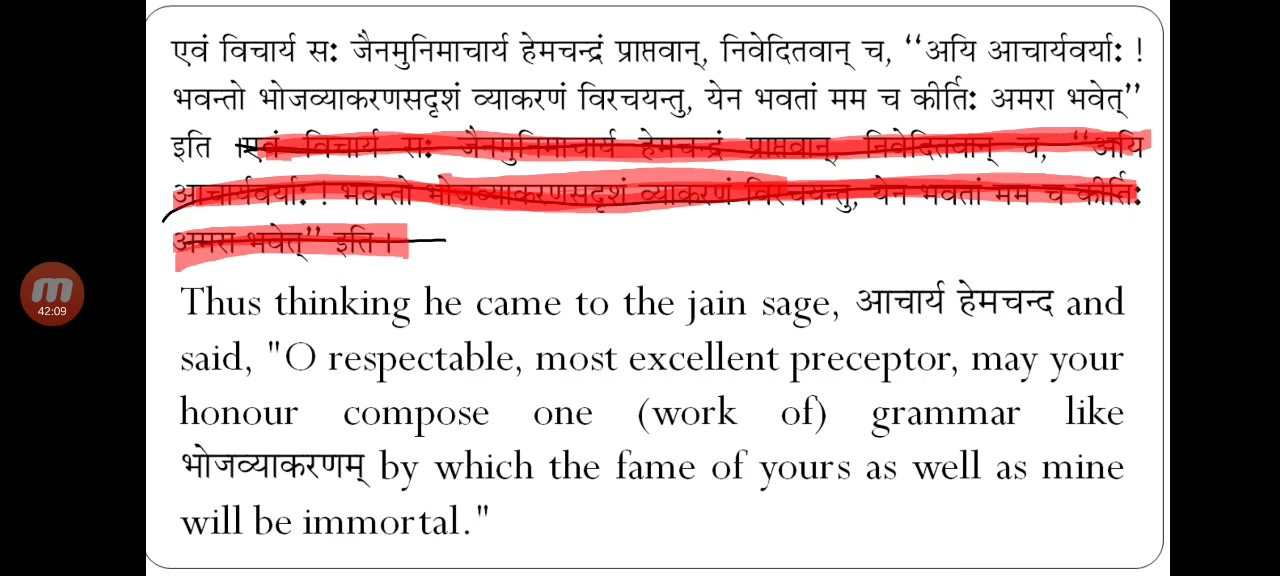 एवं विचार्य सः जैनमुनिमाचार्य हेमचन्द्रं प्राप्तवान्, निवेदितवान् च, “अयि आचार्यवर्याः !
भवन्तो भोजव्याकरणसदृशं व्याकरणं विरचयन्तु, येन भवतां मम च कीर्तिः अमरा भवेत्”
इति ।एवं विचार्य सः जैनमुनिमाचार्य हेमचन्द्रं प्राप्तवान्, निवेदितवान् च, “अयि
आचार्यवर्याः ! भवन्तो भोजव्याकरणसदृशं व्याकरणं विरचयन्तु, येन भवतां मम च कीर्तिः
अमरा भवेत्” इति ।
Thus thinking he came to the jain sage, आचार्य हेमचन्द and
said, "O respectable, most excellent preceptor, may your
honour compose one (work of) grammar like
भोजव्याकरणम् by which the fame of yours as well as mine
will be immortal."
42:09